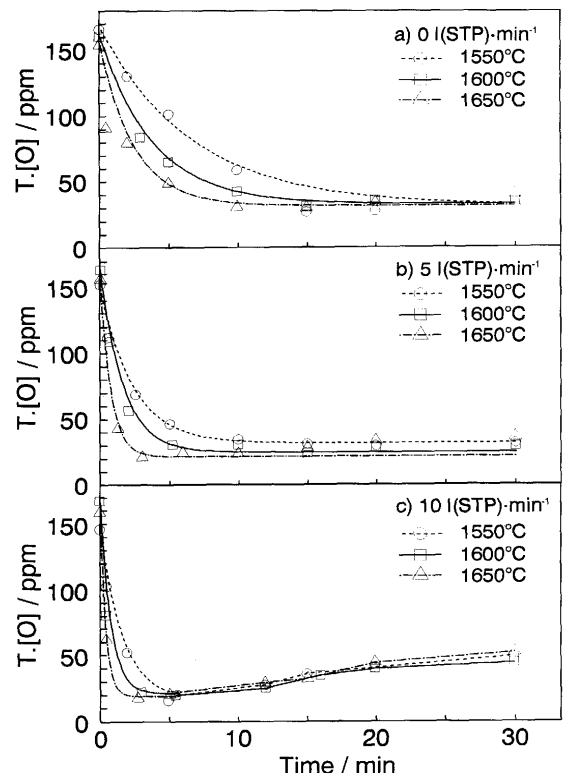 a) 0 l(STP)·min⁻¹
1550°C
1600°C
1650°C
T.[O] / ppm
150
100
50
0
b) 5 l(STP)·min⁻¹
1550°C
1600°C
1650°C
T.[O] / ppm
150
100
50
0
c) 10 l(STP)·min⁻¹
1550°C
1600°C
1650°C
T.[O] / ppm
150
100
50
0
0 10 20 30
Time / min